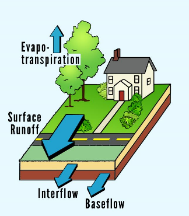 Evapo-
transpiration
Surface
Runoff
Interflow
Baseflow